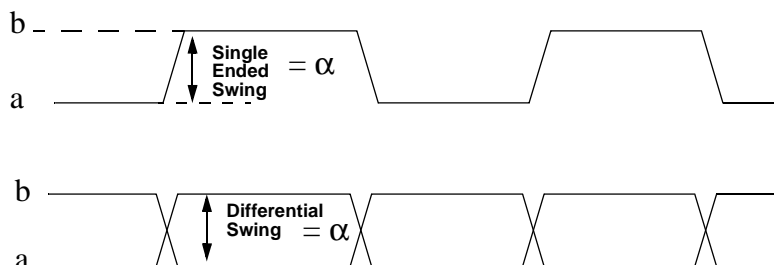 b
Single
Ended
Swing
= α
a
b
Differential
Swing
= α
a